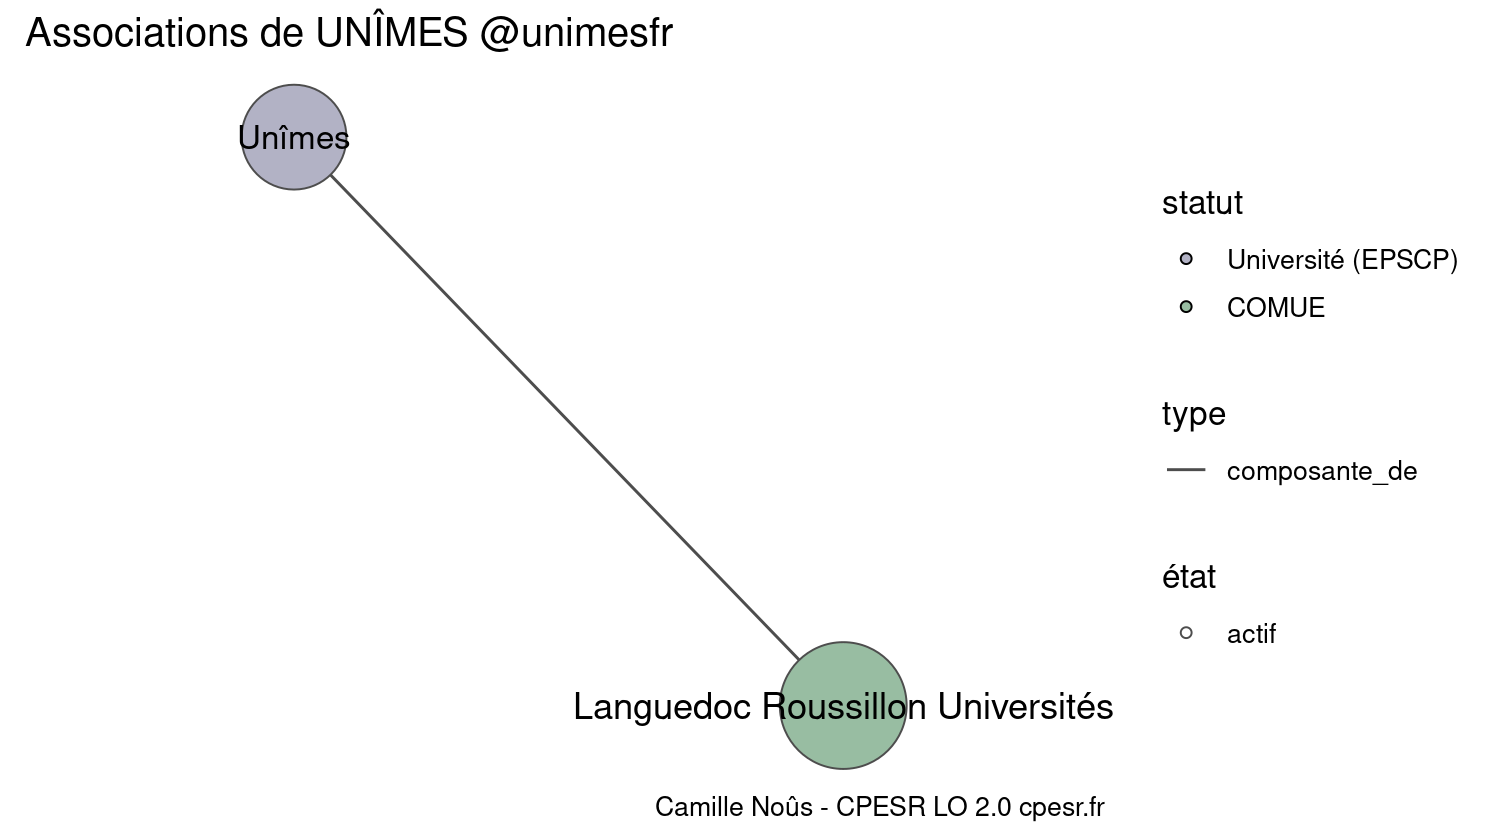 Associations de UNÎMES @unimesfr
Unîmes
statut
Université (EPSCP)
COMUE
type
composante_de
état
actif
Languedoc Roussillon Universités
Camille Noûs - CPESR LO 2.0 cpesr.fr